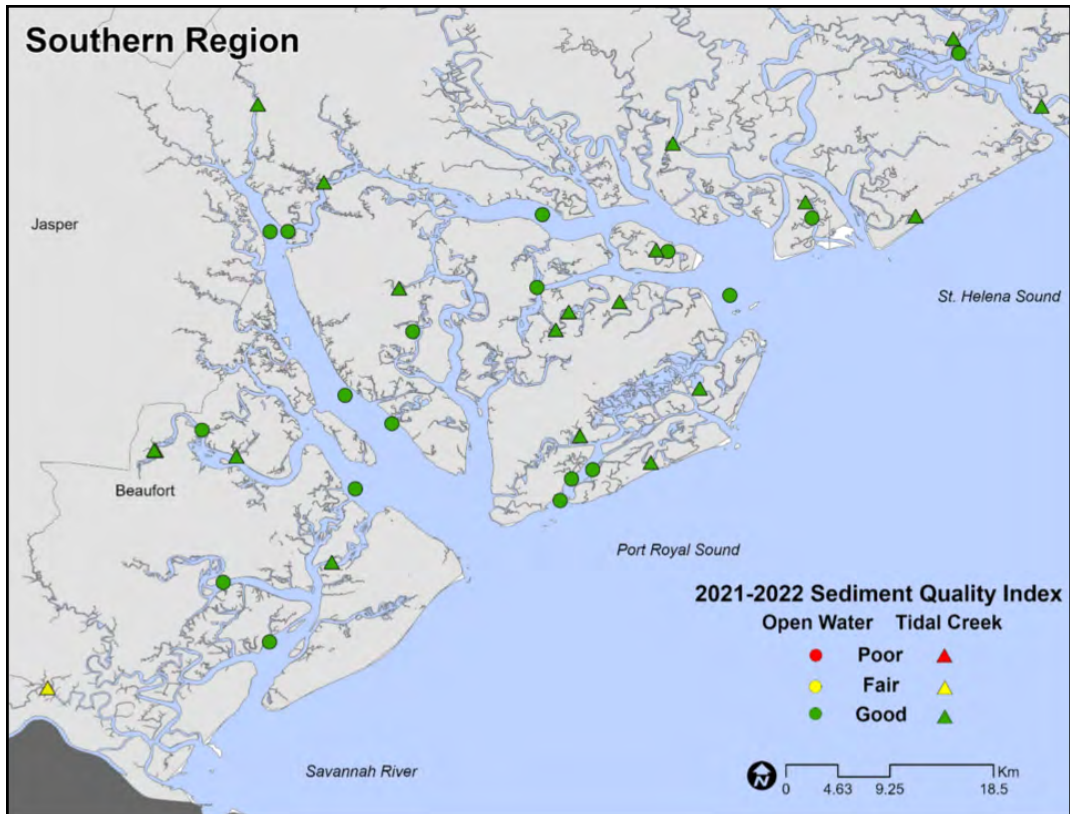 Southern Region
Jasper
St. Helena Sound
Beaufort
Port Royal Sound
2021-2022 Sediment Quality Index
Open Water Tidal Creek
Poor
Fair
Good
Savannah River
N
Km
0 4.63 9.25 18.5